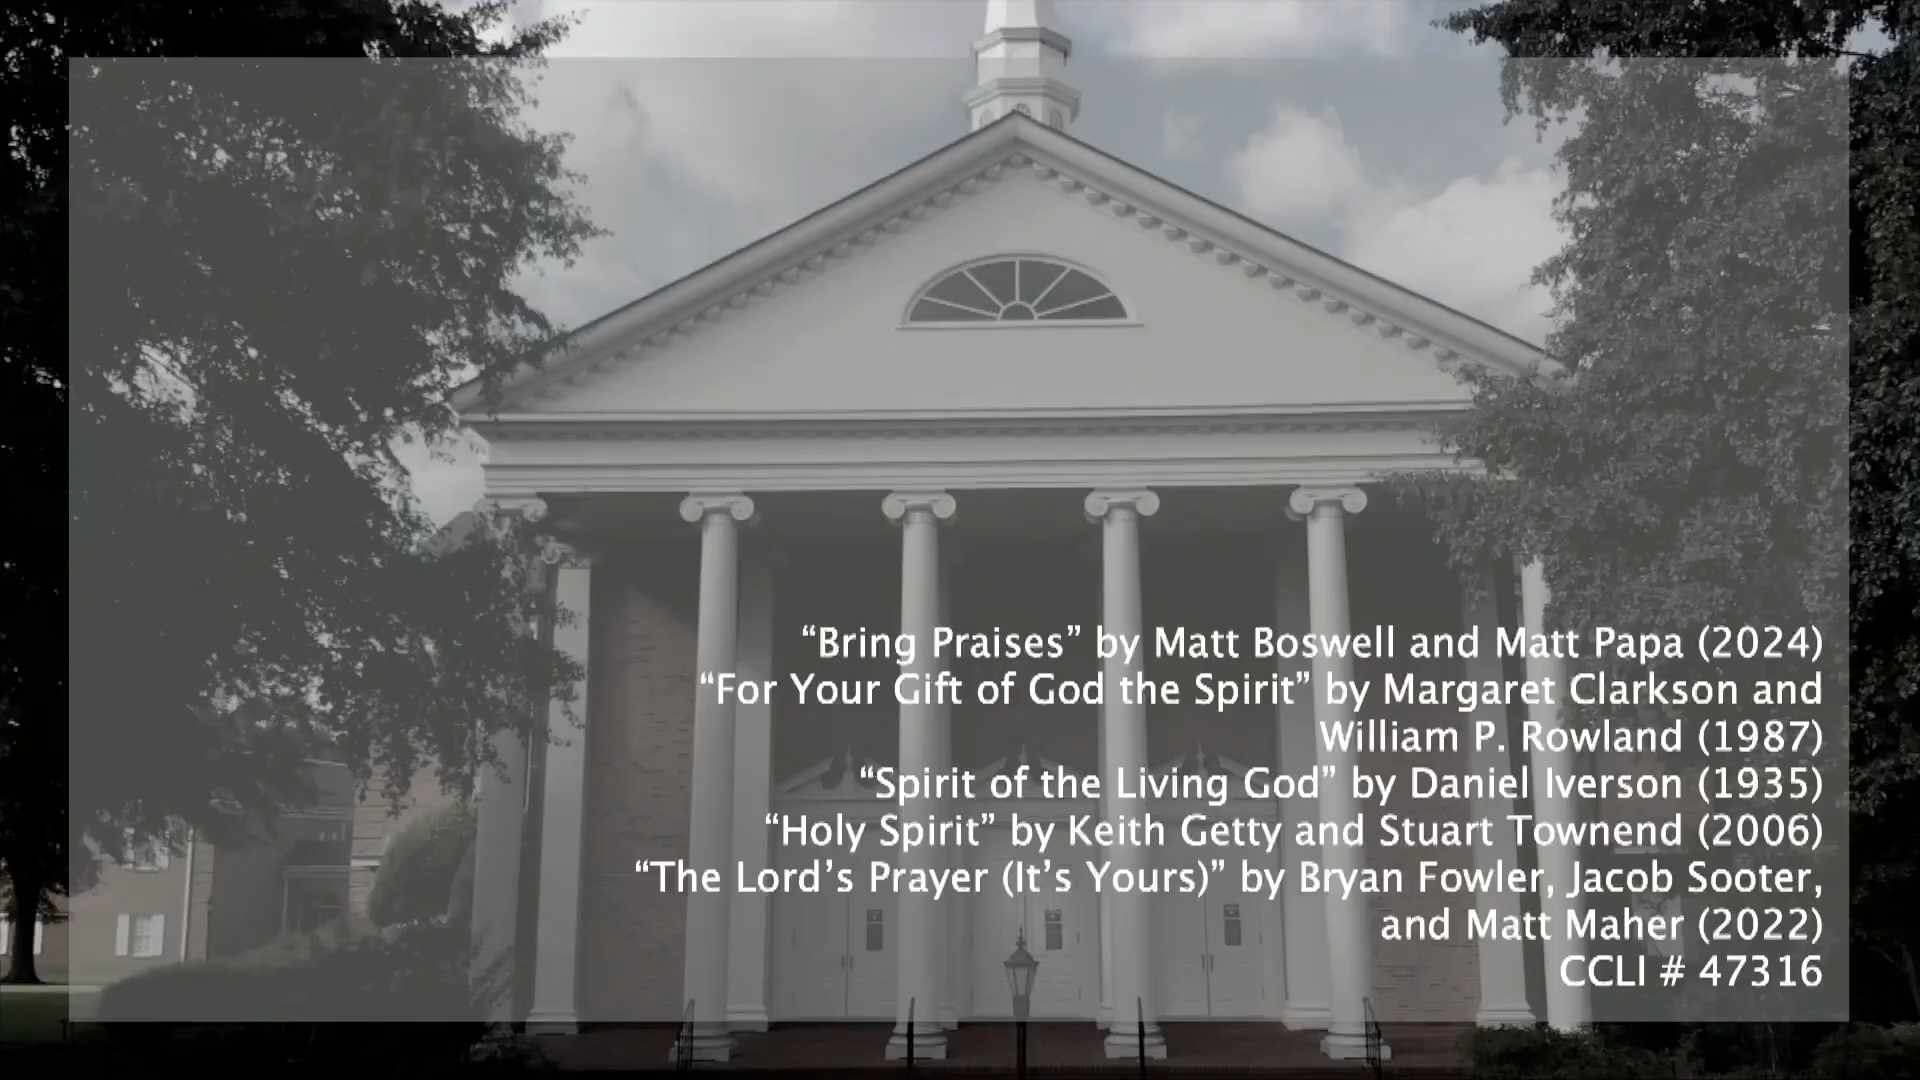 “Bring Praises” by Matt Boswell and Matt Papa (2024)
“For Your Gift of God the Spirit” by Margaret Clarkson and
William P. Rowland (1987)
“Spirit of the Living God” by Daniel Iverson (1935)
“Holy Spirit” by Keith Getty and Stuart Townend (2006)
“The Lord’s Prayer (It’s Yours)” by Bryan Fowler, Jacob Sooter,
and Matt Maher (2022)
CCLI # 47316